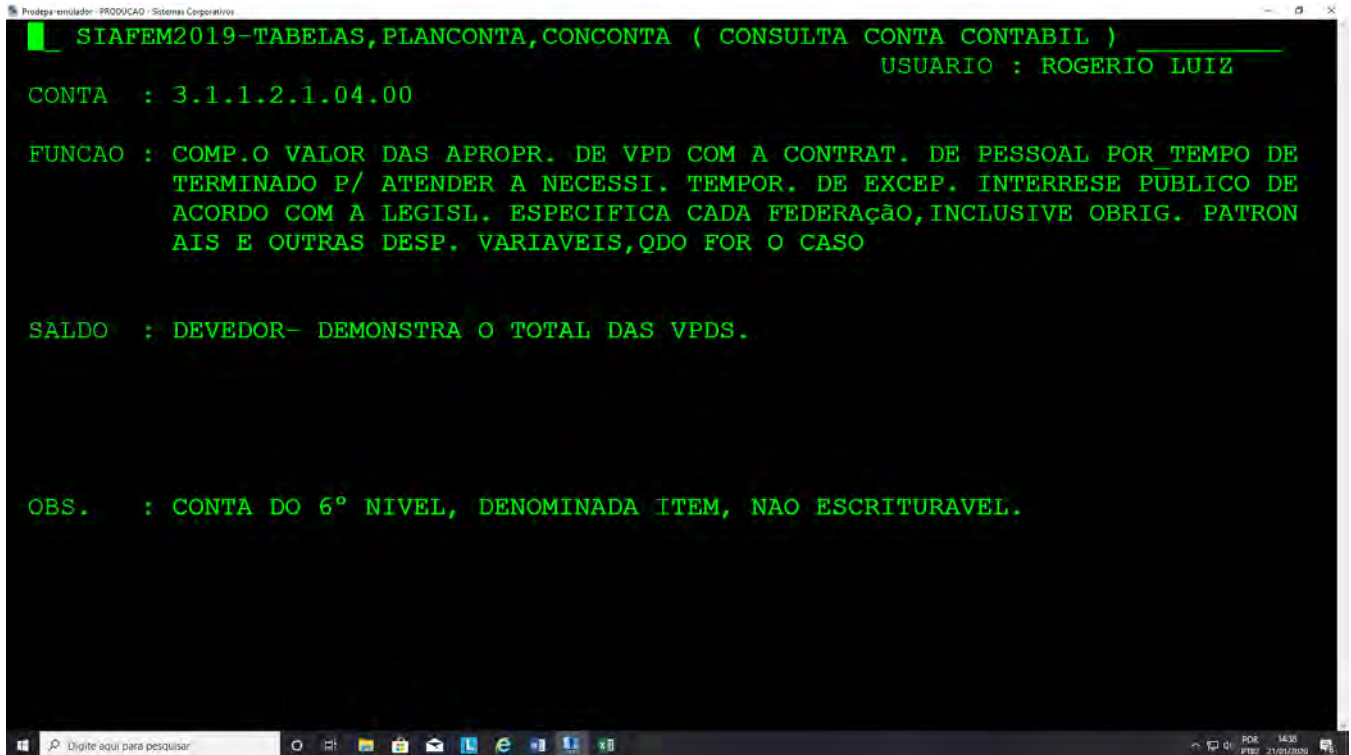 Prodepa-emulador - PRODUCAO - Sistemas Corporativos
SIAFEM2019-TABELAS,PLANCONTA,CONCONTA ( CONSULTA CONTA CONTABIL )
USUARIO : ROGERIO LUIZ
CONTA : 3.1.1.2.1.04.00
FUNCAO : COMP.O VALOR DAS APROPR. DE VPD COM A CONTRAT. DE PESSOAL POR_TEMPO DE
TERMINADO P/ ATENDER A NECESSI. TEMPOR. DE EXCEP. INTERRESE PÚBLICO DE
ACORDO COM A LEGISL. ESPECIFICA CADA FEDERAçãO,INCLUSIVE OBRIG. PATRON
AIS E OUTRAS DESP. VARIAVEIS,QDO FOR O CASO
SALDO : DEVEDOR- DEMONSTRA O TOTAL DAS VPDS.
OBS. : CONTA DO 6º NIVEL, DENOMINADA ITEM, NAO ESCRITURAVEL.
Digite aqui para pesquisar
POR 14:38
PTB2 21/01/2020